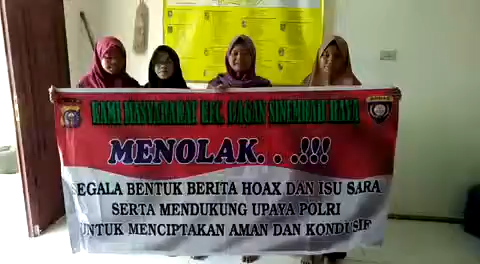 KAMI MASYARAKAT KEC. BAGAN SINEMBAH RAYA
MENOLAK. . .!!!
SEGALA BENTUK BERITA HOAX DAN ISU SARA
SERTA MENDUKUNG UPAYA POLRI
UNTUK MENCIPTAKAN AMAN DAN KONDUSIF